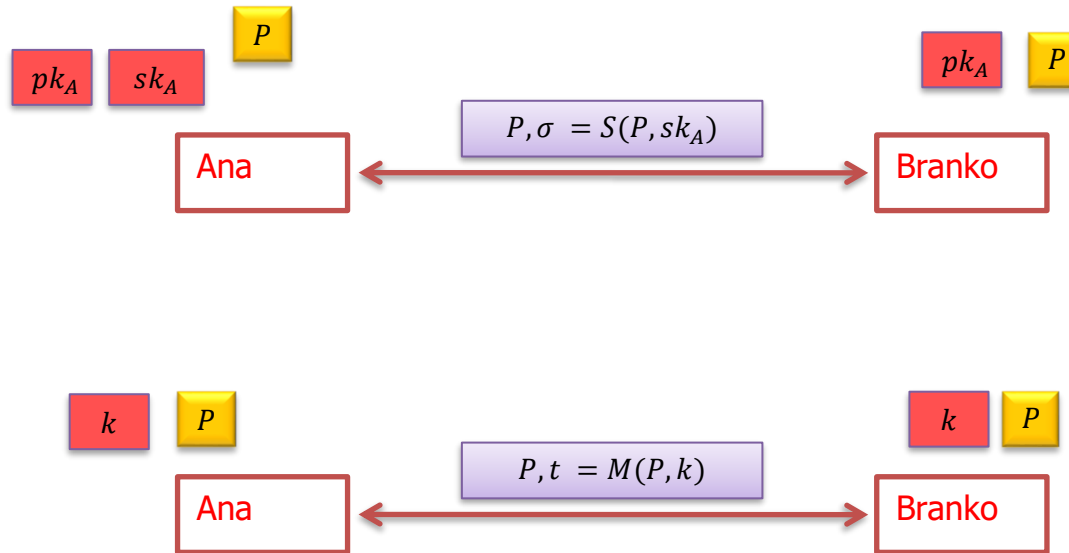 P
pk_A sk_A
pk_A P
P, σ = S(P, sk_A)
Ana
Branko
k P
k P
P, t = M(P, k)
Ana
Branko